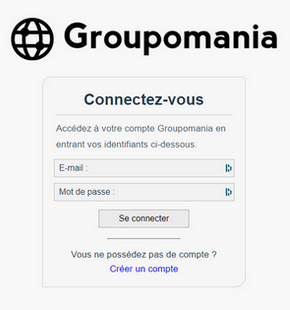 Groupomania
Connectez-vous
Accédez à votre compte Groupomania en
entrant vos identifiants ci-dessous.
E-mail :
Mot de passe :
Se connecter
Vous ne possédez pas de compte ?
Créer un compte